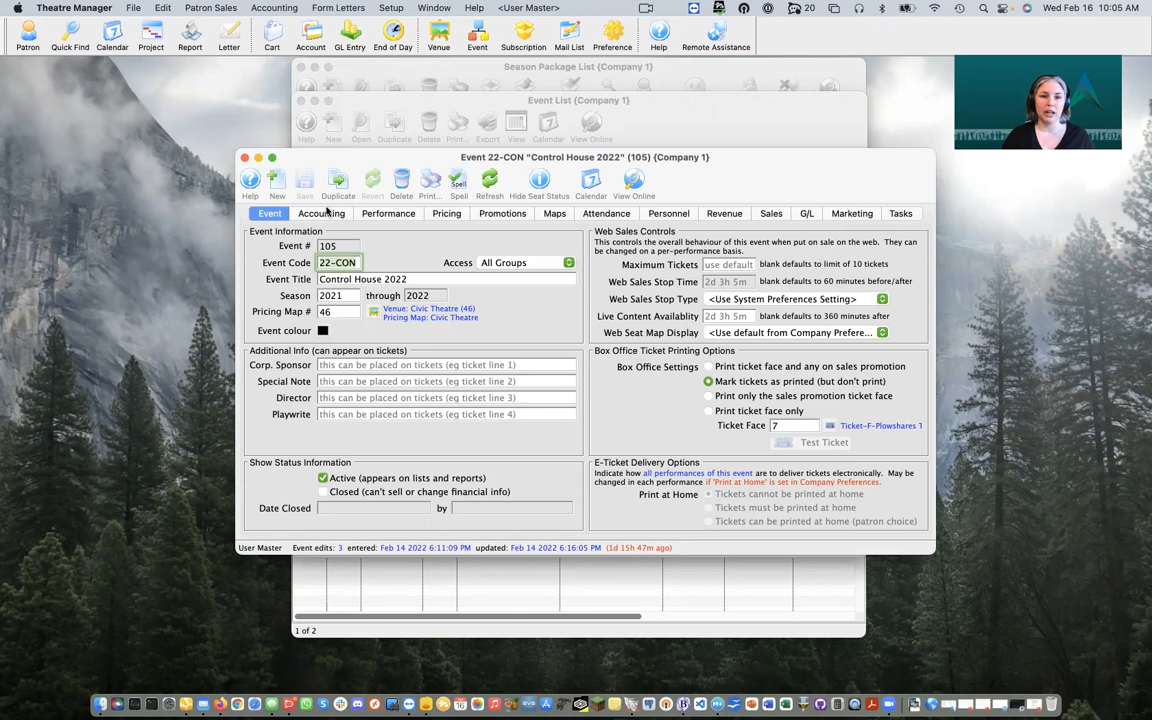 Theatre Manager File Edit Patron Sales Accounting Form Letters Setup Window Help <User Master> 20 Wed Feb 16 10:05 AM
Patron Quick Find Calendar Project Report Letter Cart Account GL Entry End of Day Venue Event Subscription Mail List Preference Help Remote Assistance
Season Package List {Company 1}
Event List {Company 1}
Help New Open Duplicate Delete Print... Export View Calendar View Online
Event 22-CON "Control House 2022" (105) {Company 1}
Help New Save Duplicate Revert Delete Print... Spell Refresh Hide Seat Status Calendar View Online
Event Accounting Performance Pricing Promotions Maps Attendance Personnel Revenue Sales G/L Marketing Tasks
Event Information
Event # 105
Event Code 22-CON Access All Groups
Event Title Control House 2022
Season 2021 through 2022
Pricing Map # 46 Venue: Civic Theatre (46)
Pricing Map: Civic Theatre
Event colour
Additional Info (can appear on tickets)
Corp. Sponsor this can be placed on tickets (eg ticket line 1)
Special Note this can be placed on tickets (eg ticket line 2)
Director this can be placed on tickets (eg ticket line 3)
Playwrite this can be placed on tickets (eg ticket line 4)
Show Status Information
Active (appears on lists and reports)
Closed (can't sell or change financial info)
Date Closed by
Web Sales Controls
This controls the overall behaviour of this event when put on sale on the web. They can
be changed on a per-performance basis.
Maximum Tickets use default blank defaults to limit of 10 tickets
Web Sales Stop Time 2d 3h 5m blank defaults to 60 minutes before/after
Web Sales Stop Type <Use System Preferences Setting>
Live Content Availablity 2d 3h 5m blank defaults to 360 minutes after
Web Seat Map Display <Use default from Company Prefere...
Box Office Ticket Printing Options
Box Office Settings Print ticket face and any on sales promotion
Mark tickets as printed (but don't print)
Print only the sales promotion ticket face
Print ticket face only
Ticket Face 7 Ticket-F-Plowshares T
Test Ticket
E-Ticket Delivery Options
Indicate how all performances of this event are to deliver tickets electronically. May be
changed in each performance if 'Print at Home' is set in Company Preferences.
Print at Home Tickets cannot be printed at home
Tickets must be printed at home
Tickets can be printed at home (patron choice)
User Master Event edits: 3 entered: Feb 14 2022 6:11:09 PM updated: Feb 14 2022 6:16:05 PM (1d 15h 47m ago)
1 of 2